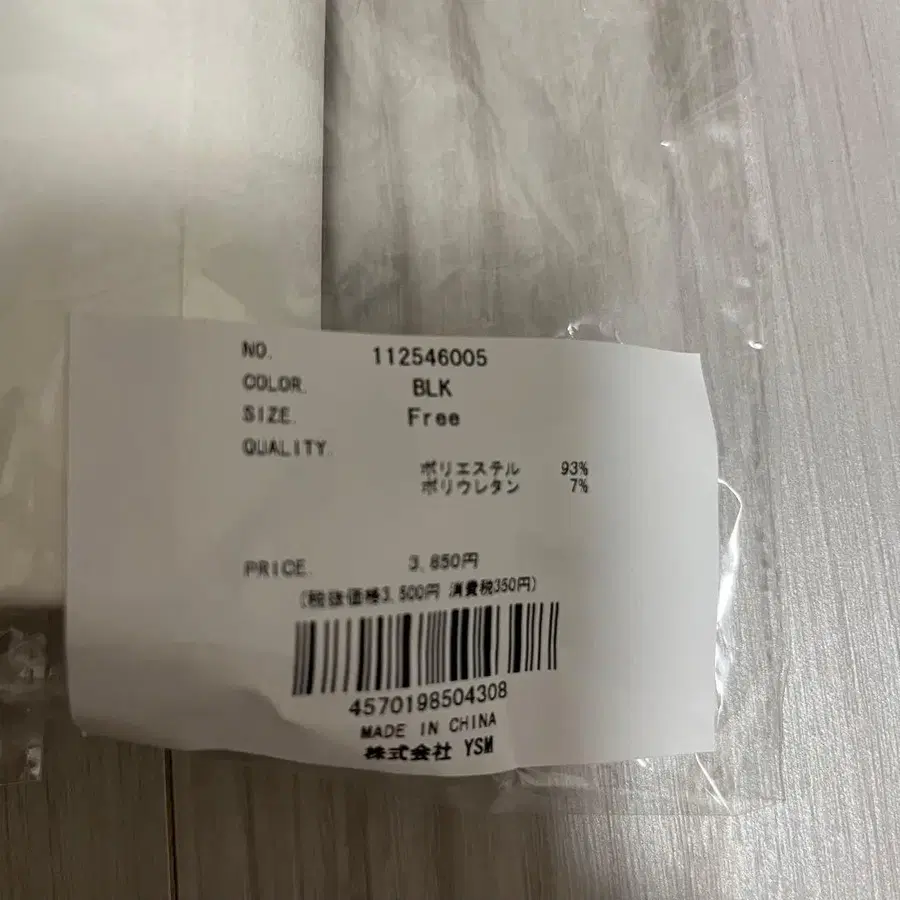 NO. 112546005
COLOR. BLK
SIZE. Free
QUALITY.
ポリエステル 93%
ポリウレタン 7%
PRICE. 3,850円
(税抜価格3,500円 消費税350円)
4570198504308
MADE IN CHINA
株式会社 YSM